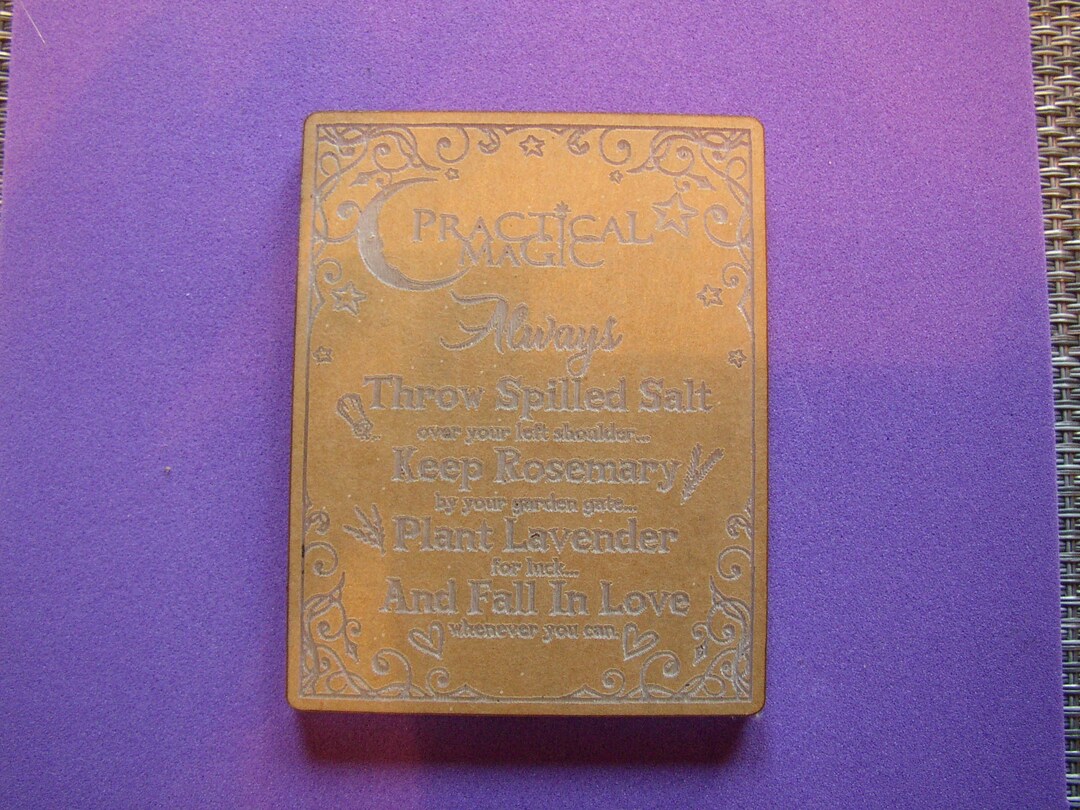 PRACTICAL
MAGIC
Always
Throw Spilled Salt
over your left shoulder...
Keep Rosemary
by your garden gate...
Plant Lavender
for luck...
And Fall In Love
whenever you can.